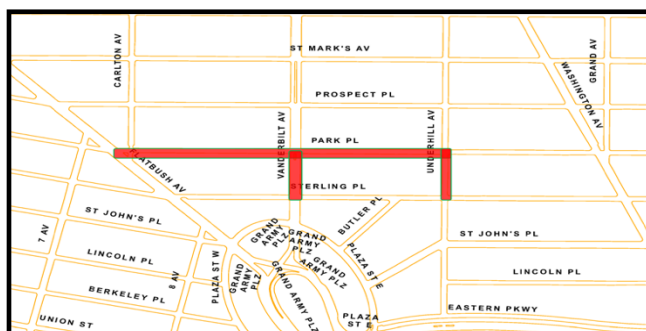 ST MARK'S AV
CARLTON AV
GRAND AV
WASHINGTON AV
PROSPECT PL
VANDERBILT AV
UNDERHILL AV
PARK PL
FLATBUSH AV
STERLING PL
BUTLER PL
ST JOHN'S PL
7 AV
GRAND
ARMY
PLZ
GRAND
ARMY
PLZ
GRAND
ARMY PLZ
ST JOHN'S PL
LINCOLN PL
PLAZA ST W
PLAZA ST E
8 AV
GRAND
ARMY
PLZ
GRAND ARMY PLZ
LINCOLN PL
BERKELEY PL
EASTERN PKWY
UNION ST
PLAZA
ST E